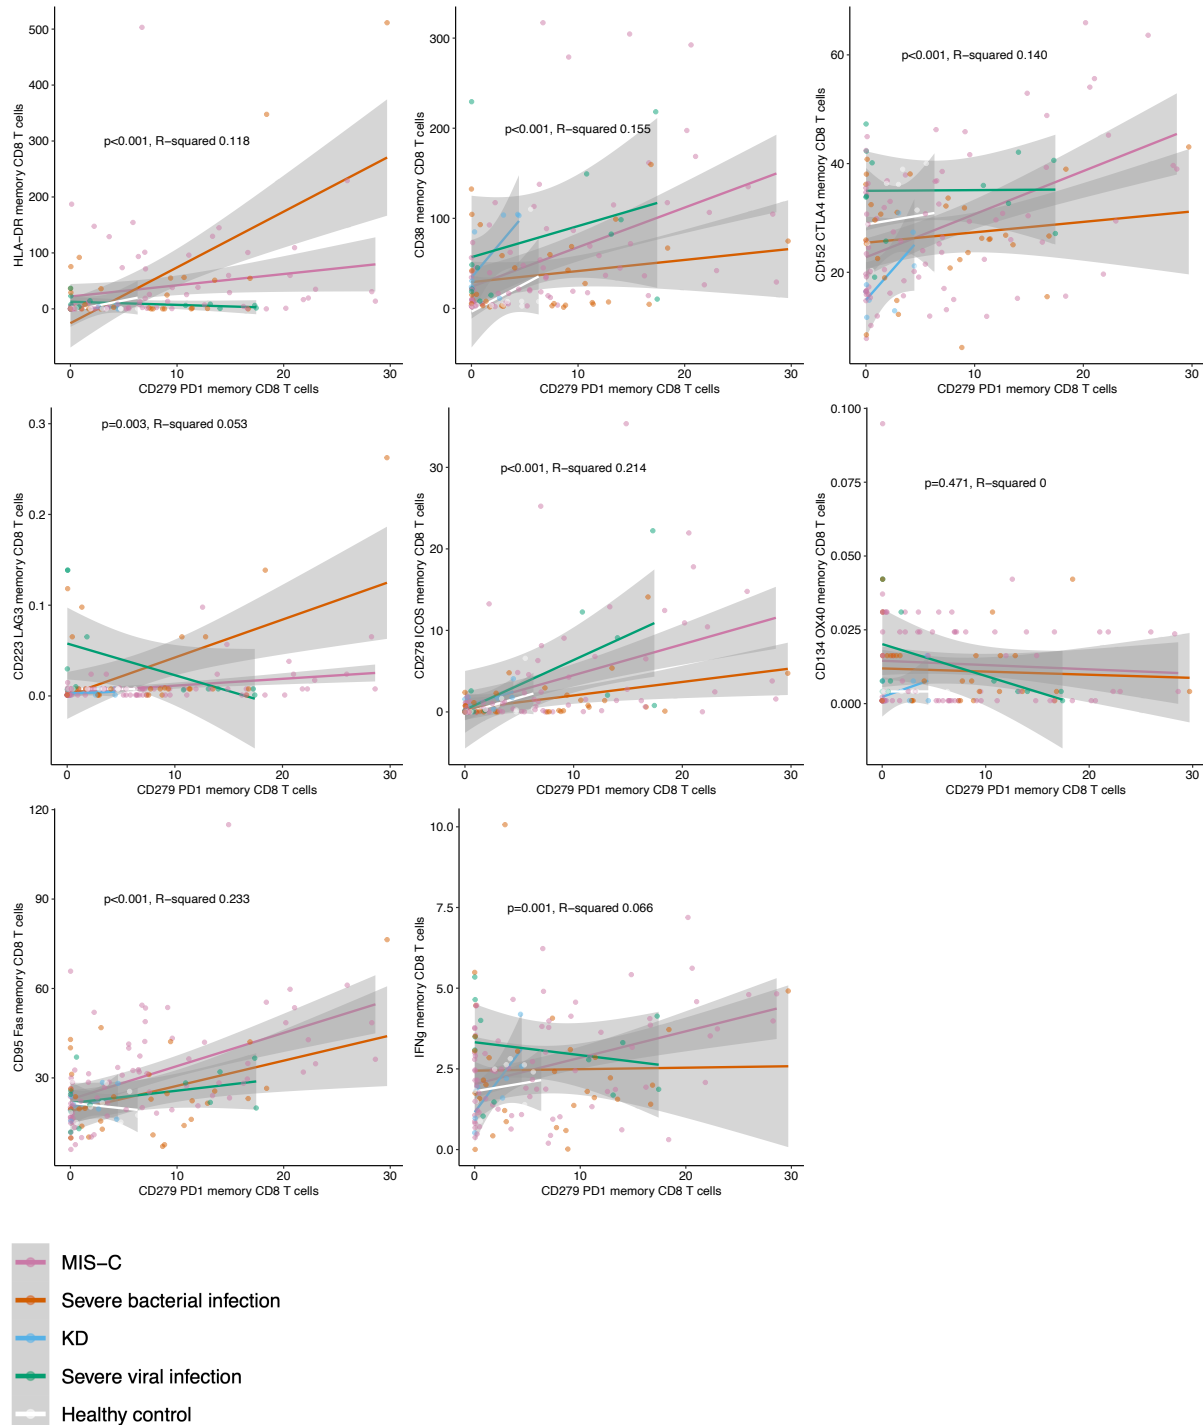 500
400
300
200
100
0
HLA−DR memory CD8 T cells
p<0.001, R−squared 0.118
0 10 20 30
CD279 PD1 memory CD8 T cells
300
200
100
0
CD38 memory CD8 T cells
p<0.001, R−squared 0.155
0 10 20 30
CD279 PD1 memory CD8 T cells
60
40
20
CD152 CTLA4 memory CD8 T cells
p<0.001, R−squared 0.140
0 10 20 30
CD279 PD1 memory CD8 T cells
0.3
0.2
0.1
0.0
CD223 LAG3 memory CD8 T cells
p=0.003, R−squared 0.053
0 10 20 30
CD279 PD1 memory CD8 T cells
30
20
10
0
CD278 ICOS memory CD8 T cells
p<0.001, R−squared 0.214
0 10 20 30
CD279 PD1 memory CD8 T cells
0.100
0.075
0.050
0.025
0.000
CD134 OX40 memory CD8 T cells
p=0.471, R−squared 0
0 10 20 30
CD279 PD1 memory CD8 T cells
120
90
60
30
CD95 Fas memory CD8 T cells
p<0.001, R−squared 0.233
0 10 20 30
CD279 PD1 memory CD8 T cells
10.0
7.5
5.0
2.5
0.0
IFNg memory CD8 T cells
p=0.001, R−squared 0.066
0 10 20 30
CD279 PD1 memory CD8 T cells
MIS−C
Severe bacterial infection
KD
Severe viral infection
Healthy control